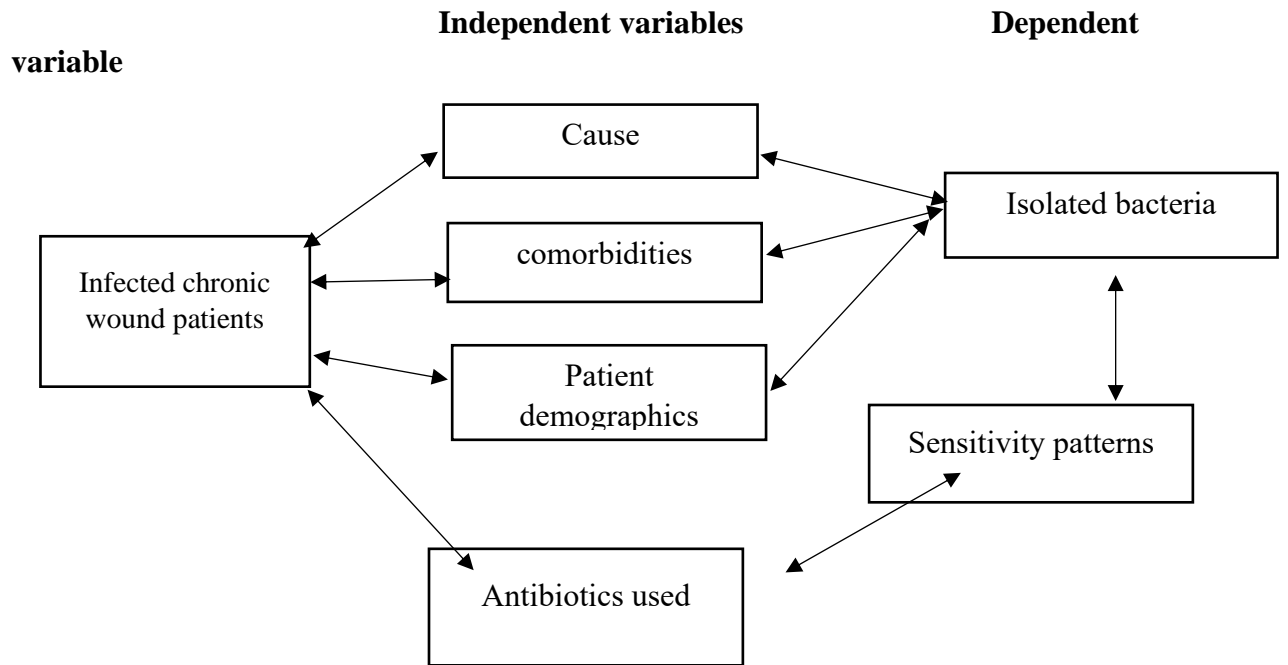 Independent variables Dependent
variable
Cause
Isolated bacteria
comorbidities
Infected chronic
wound patients
Patient
demographics
Sensitivity patterns
Antibiotics used